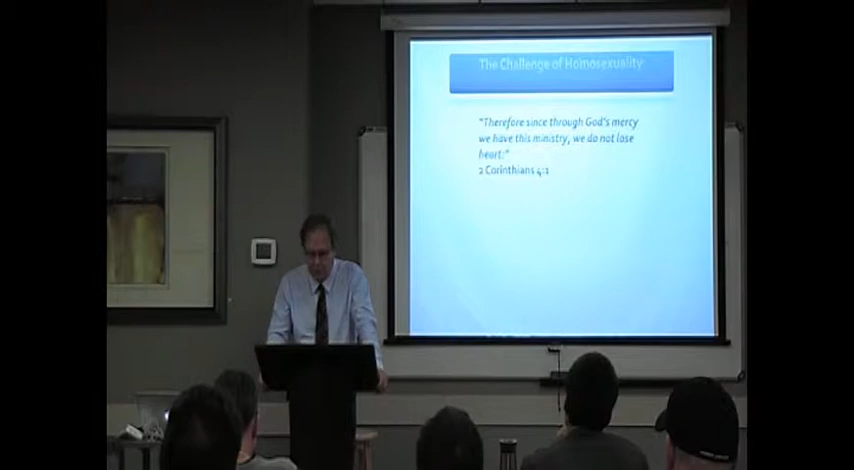 The Challenge of Homosexuality
"Therefore since through God's mercy
we have this ministry, we do not lose
heart."
2 Corinthians 4:1